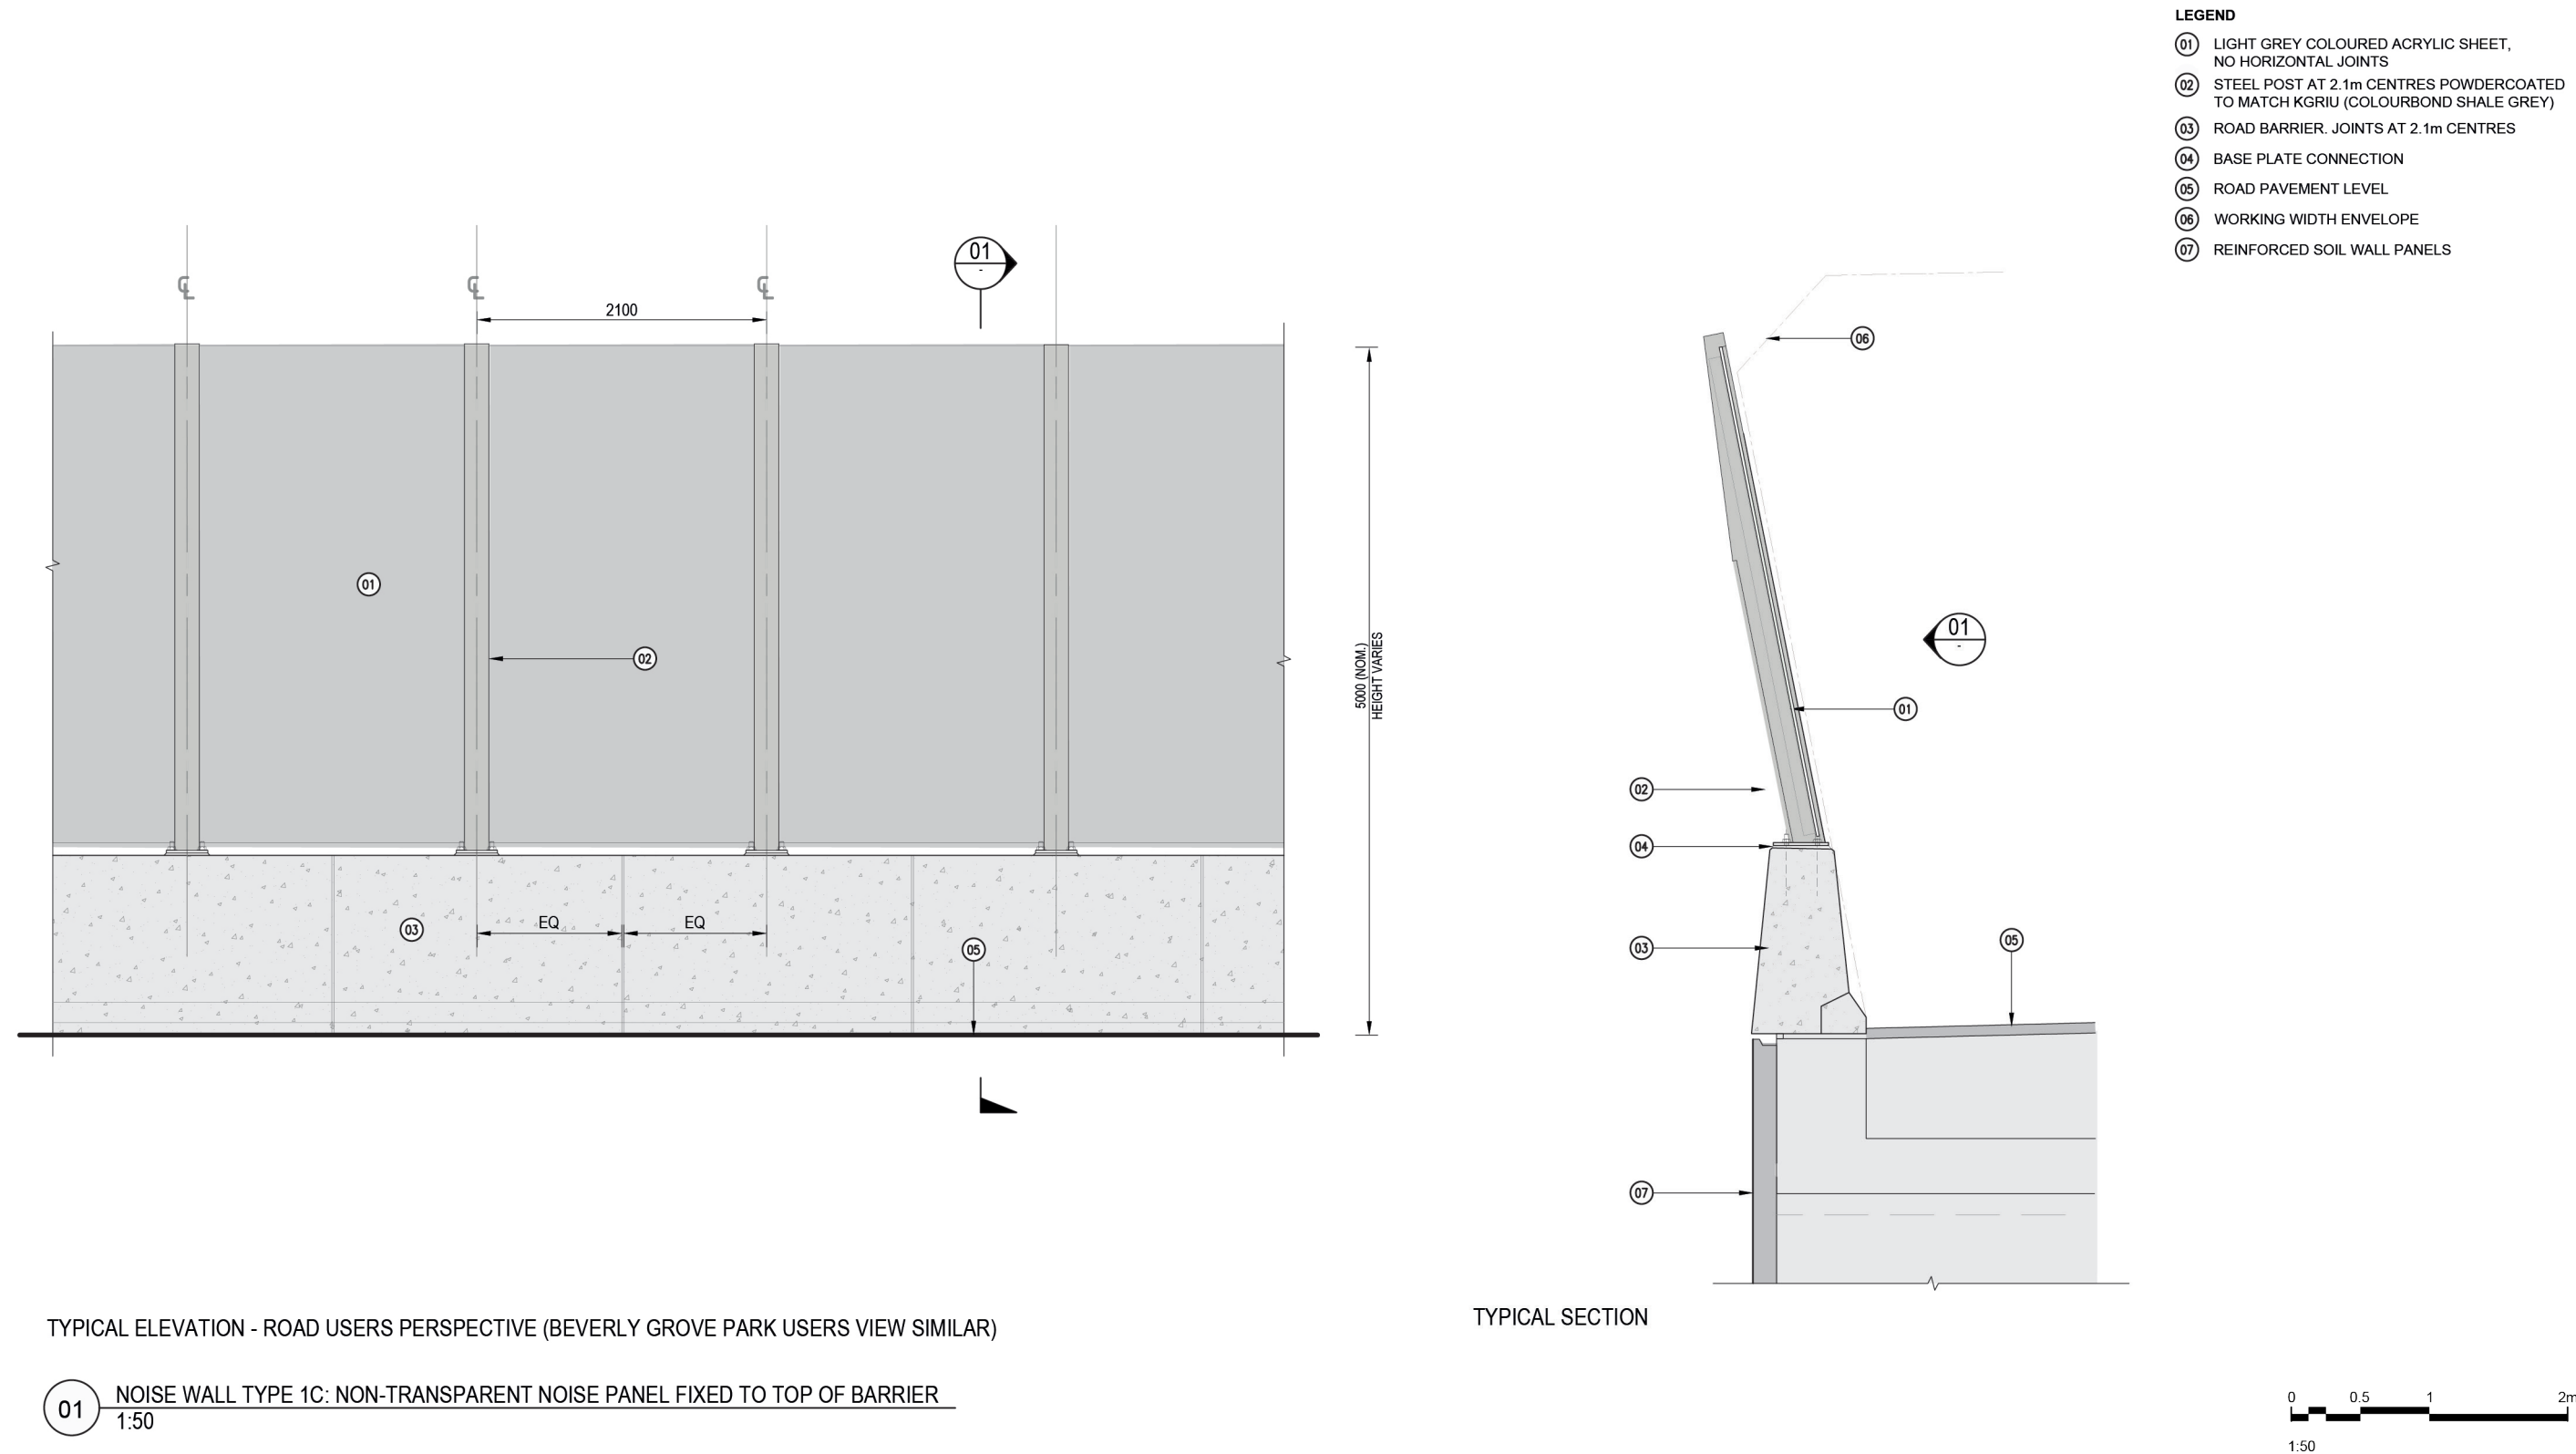 LEGEND
01 LIGHT GREY COLOURED ACRYLIC SHEET,
NO HORIZONTAL JOINTS
02 STEEL POST AT 2.1m CENTRES POWDERCOATED
TO MATCH KGRIU (COLOURBOND SHALE GREY)
03 ROAD BARRIER. JOINTS AT 2.1m CENTRES
04 BASE PLATE CONNECTION
05 ROAD PAVEMENT LEVEL
06 WORKING WIDTH ENVELOPE
07 REINFORCED SOIL WALL PANELS
01
-
CL
CL
CL
2100
01
02
5000 (NOM.)
HEIGHT VARIES
03
EQ
EQ
05
06
01
-
01
02
04
03
05
07
TYPICAL ELEVATION - ROAD USERS PERSPECTIVE (BEVERLY GROVE PARK USERS VIEW SIMILAR)
TYPICAL SECTION
01
NOISE WALL TYPE 1C: NON-TRANSPARENT NOISE PANEL FIXED TO TOP OF BARRIER
1:50
0 0.5 1 2m
1:50